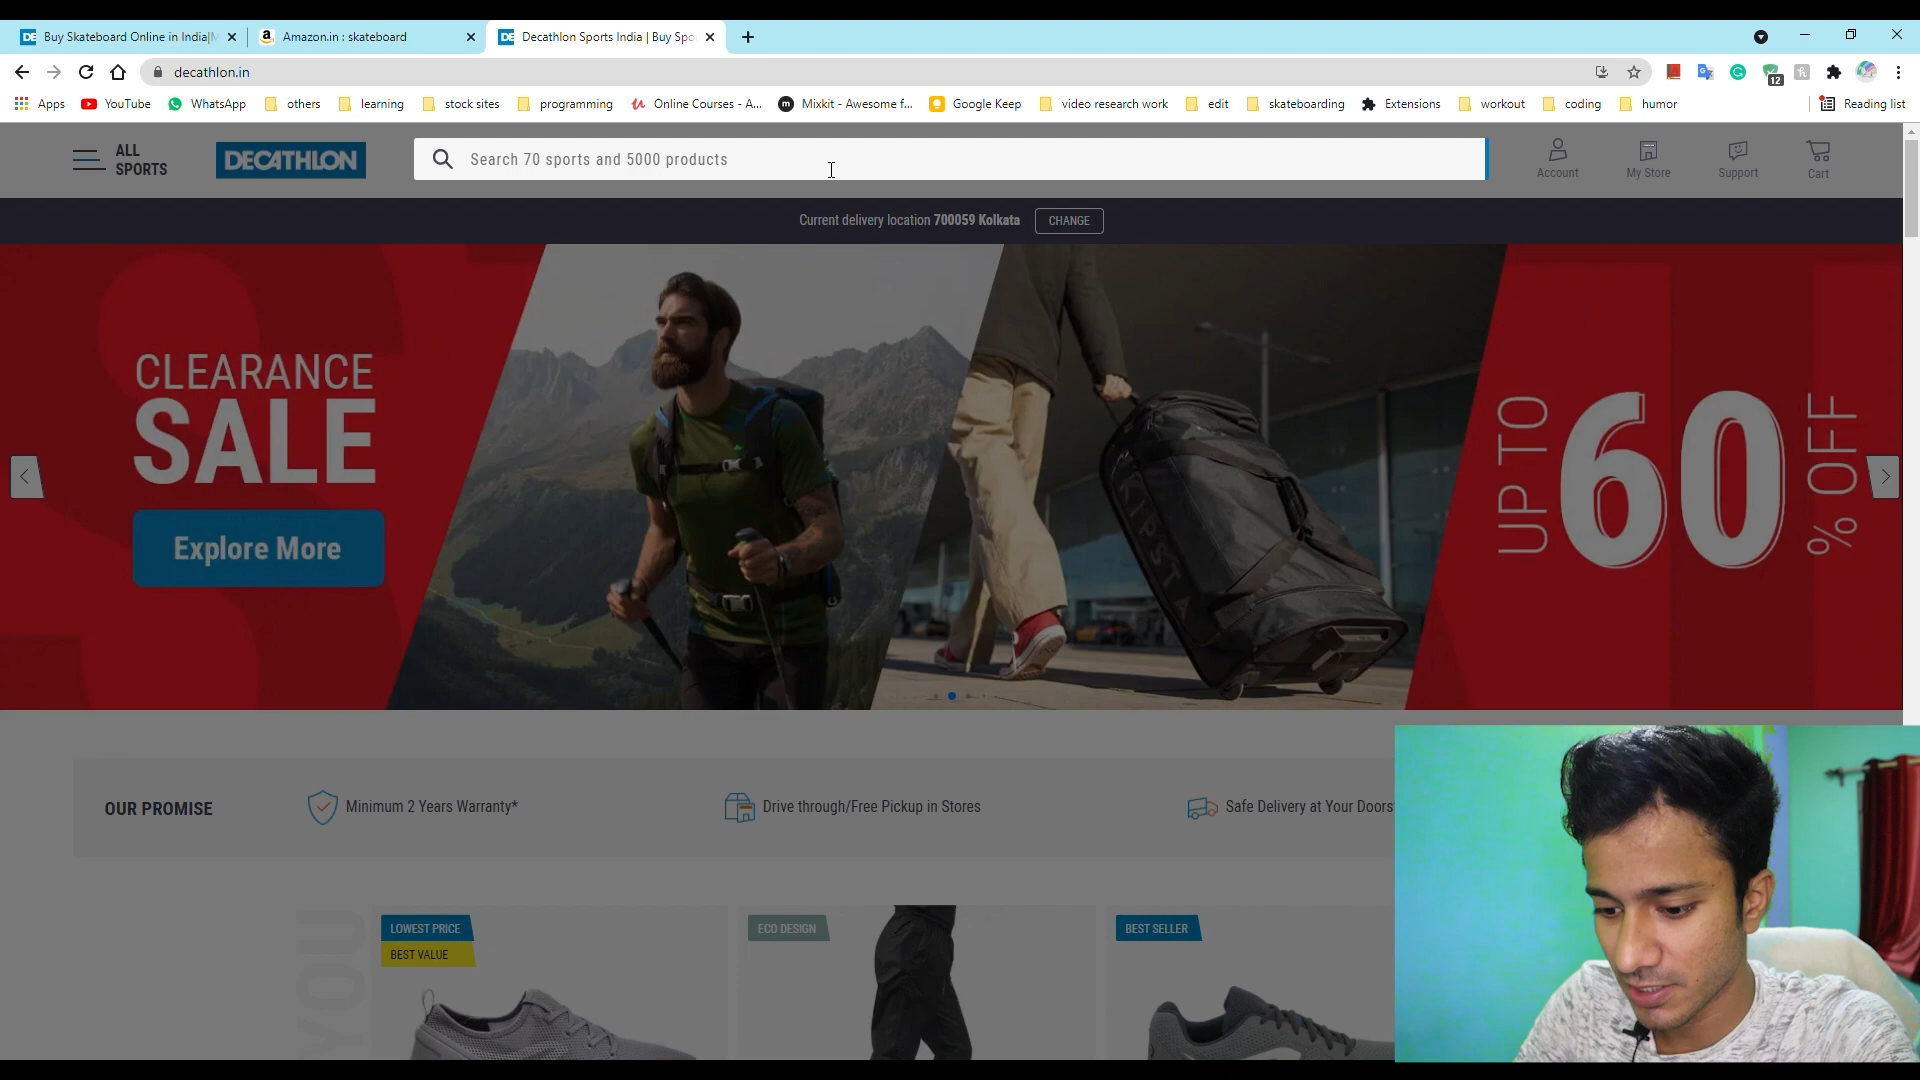 Buy Skateboard Online in India|M
Amazon.in : skateboard
Decathlon Sports India | Buy Spo
decathlon.in
12
Apps
YouTube
WhatsApp
others
learning
stock sites
programming
Online Courses - A...
Mixkit - Awesome f...
Google Keep
video research work
edit
skateboarding
Extensions
workout
coding
humor
Reading list
ALL
SPORTS
DECATHLON
Search 70 sports and 5000 products
Account
My Store
Support
Cart
Current delivery location 700059 Kolkata
CHANGE
CLEARANCE
SALE
Explore More
KIPSTA
UP TO
60
% OFF
OUR PROMISE
Minimum 2 Years Warranty*
Drive through/Free Pickup in Stores
Safe Delivery at Your Doors
YOU
LOWEST PRICE
BEST VALUE
ECO DESIGN
BEST SELLER